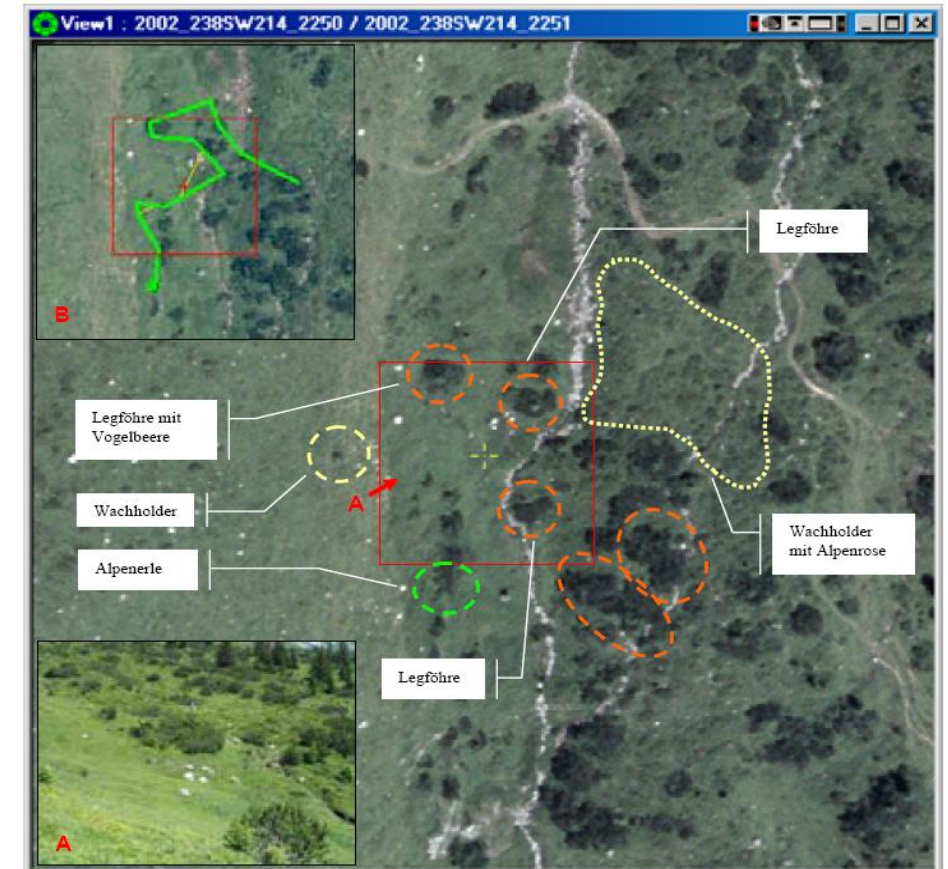 View1 : 2002_238SW214_2250 / 2002_238SW214_2251
B
Legföhre
Legföhre mit
Vogelbeere
Wachholder
A
Alpenerle
Wachholder
mit Alpenrose
Legföhre
A